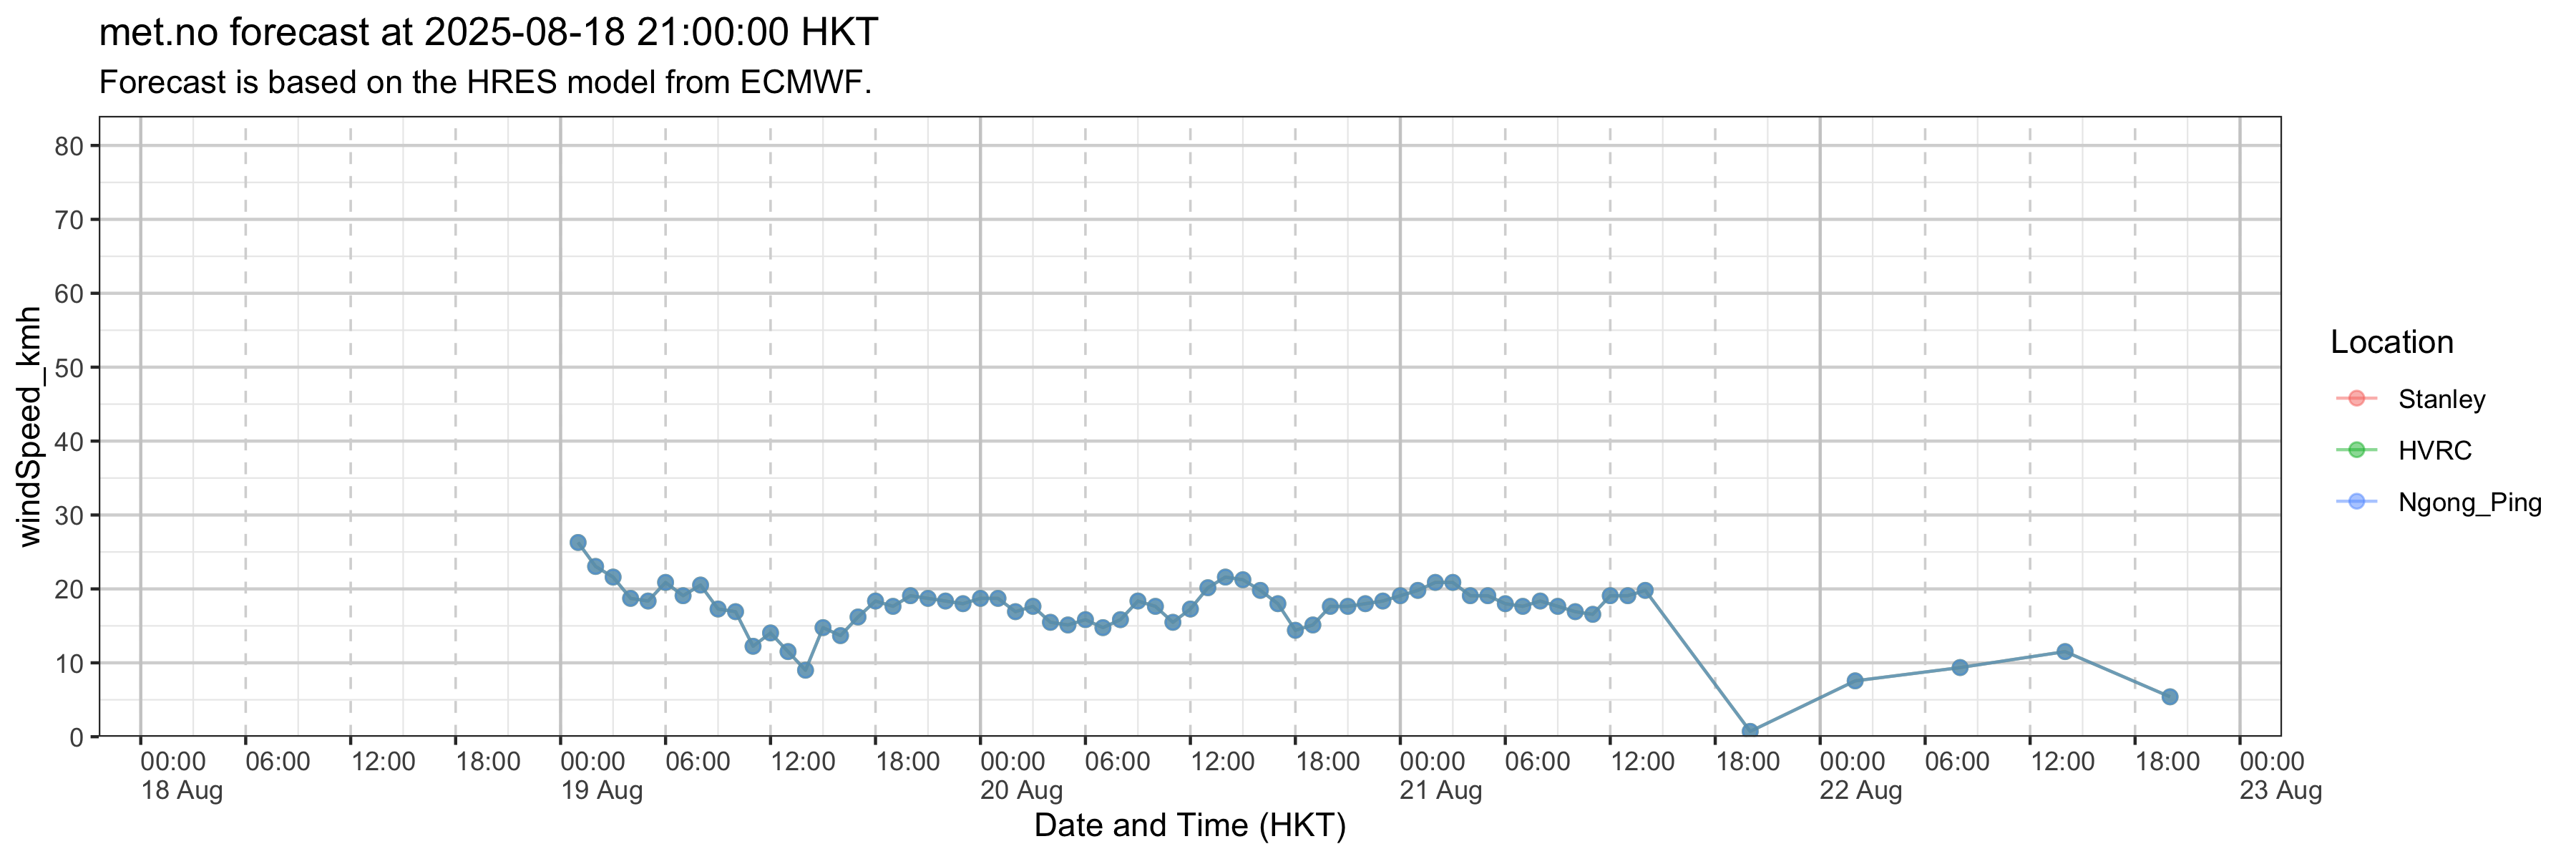 met.no forecast at 2025-08-18 21:00:00 HKT
Forecast is based on the HRES model from ECMWF.
80
70
60
50
40
30
20
10
0
windSpeed_kmh
00:00 06:00 12:00 18:00 00:00 06:00 12:00 18:00 00:00 06:00 12:00 18:00 00:00 06:00 12:00 18:00 00:00 06:00 12:00 18:00 00:00
18 Aug 19 Aug 20 Aug 21 Aug 22 Aug 23 Aug
Date and Time (HKT)
Location
Stanley
HVRC
Ngong_Ping